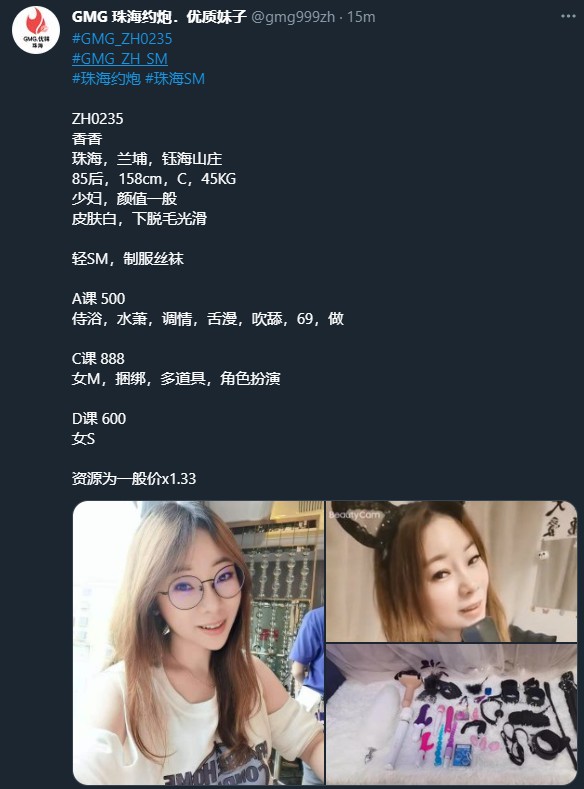 GMG 珠海约炮．优质妹子 @gmg999zh · 15m
#GMG_ZH0235
#GMG_ZH_SM
#珠海约炮 #珠海SM
ZH0235
香香
珠海，兰埔，钰海山庄
85后，158cm，C，45KG
少妇，颜值一般
皮肤白，下脱毛光滑
轻SM，制服丝袜
A课 500
侍浴，水萧，调情，舌漫，吹舔，69，做
C课 888
女M，捆绑，多道具，角色扮演
D课 600
女S
资源为一般价x1.33
BeautyCam